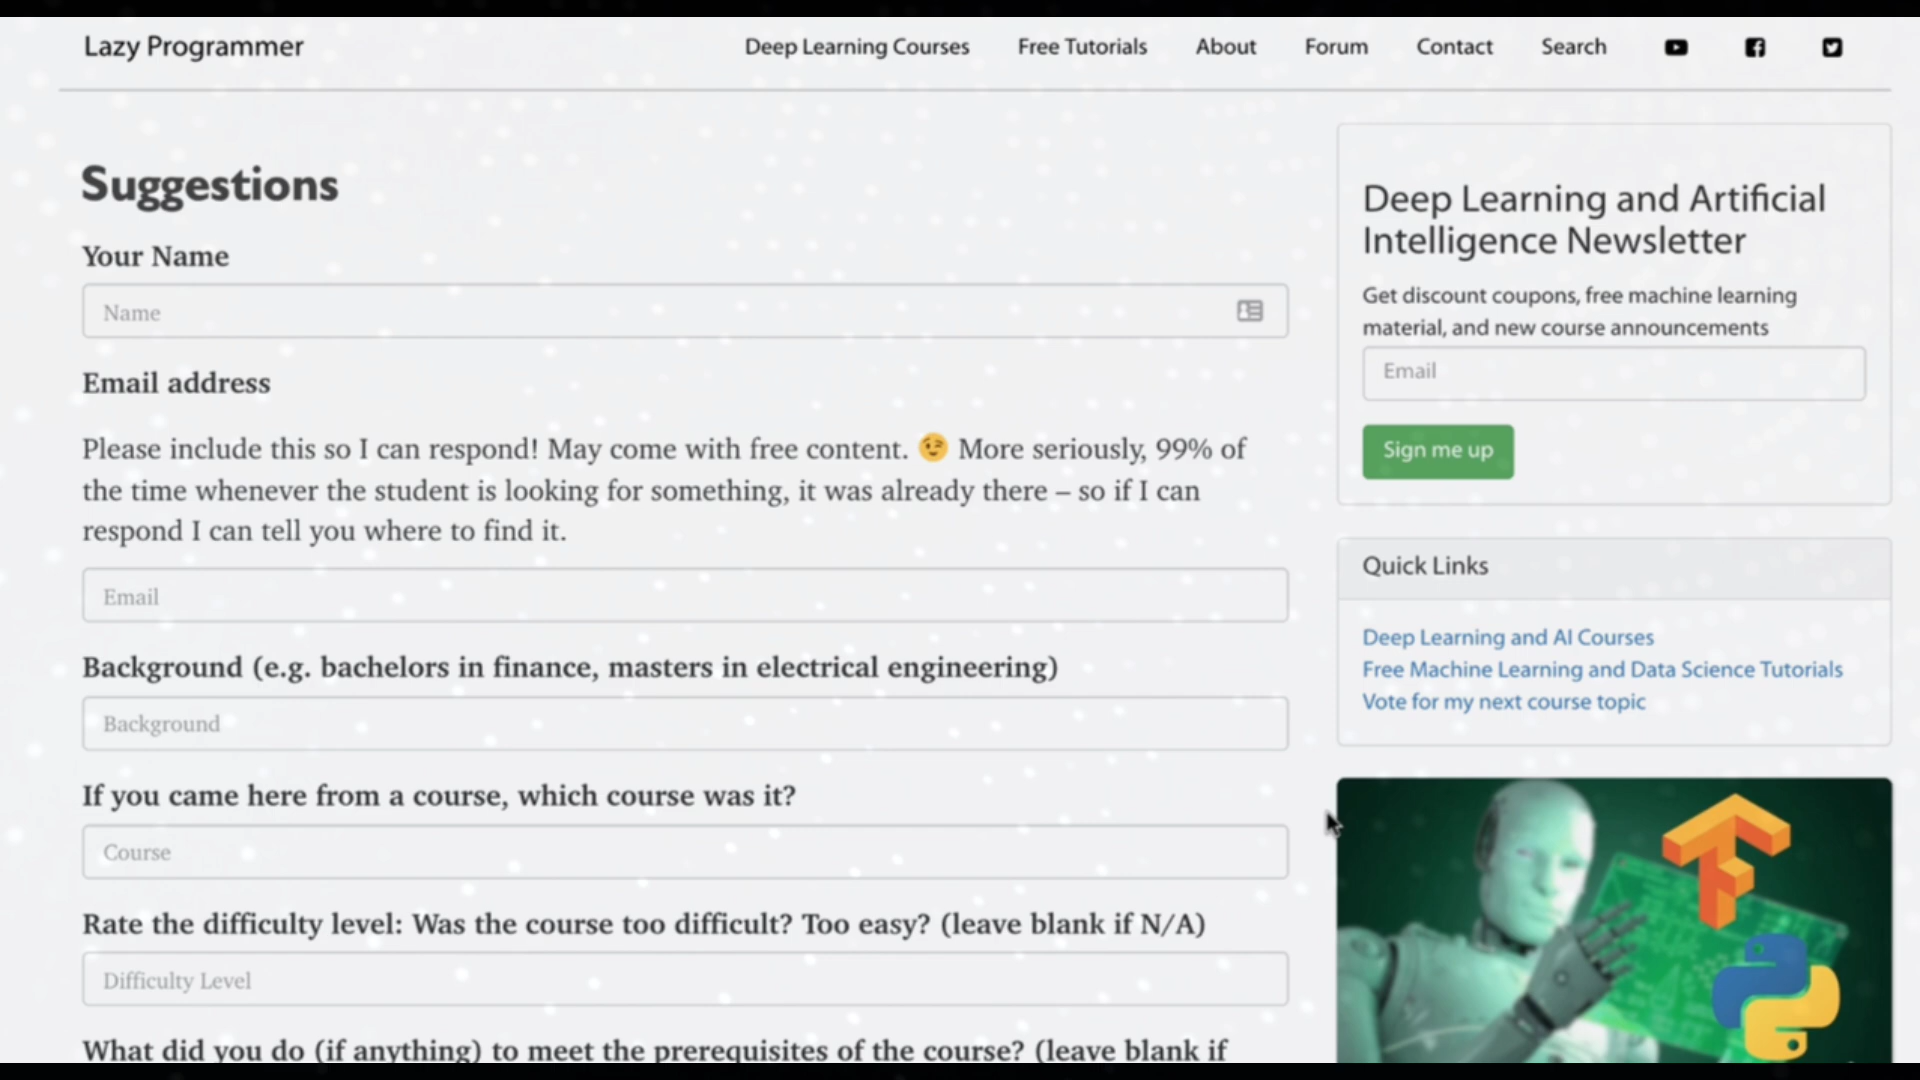 Lazy Programmer
Deep Learning Courses
Free Tutorials
About
Forum
Contact
Search
Suggestions
Your Name
Name
Email address
Please include this so I can respond! May come with free content. 😉 More seriously, 99% of
the time whenever the student is looking for something, it was already there – so if I can
respond I can tell you where to find it.
Email
Background (e.g. bachelors in finance, masters in electrical engineering)
Background
If you came here from a course, which course was it?
Course
Rate the difficulty level: Was the course too difficult? Too easy? (leave blank if N/A)
Difficulty Level
What did you do (if anything) to meet the prerequisites of the course? (leave blank if
Deep Learning and Artificial
Intelligence Newsletter
Get discount coupons, free machine learning
material, and new course announcements
Email
Sign me up
Quick Links
Deep Learning and AI Courses
Free Machine Learning and Data Science Tutorials
Vote for my next course topic